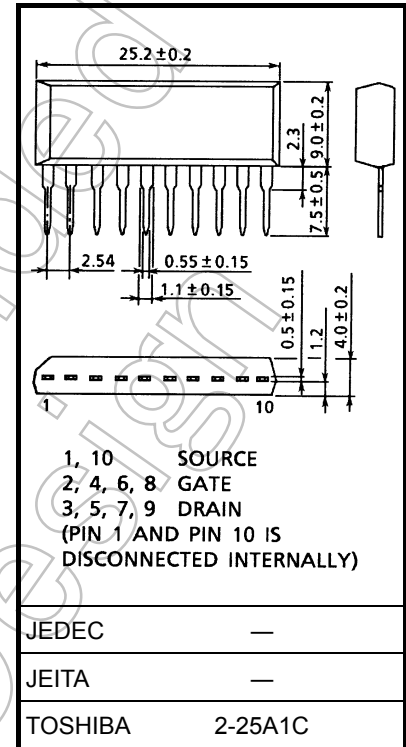 25.2±0.2
2.3
9.0±0.2
7.5±0.5
2.54
0.55±0.15
1.1±0.15
0.5±0.15
1.2
4.0±0.2
1
10
1, 10 SOURCE
2, 4, 6, 8 GATE
3, 5, 7, 9 DRAIN
(PIN 1 AND PIN 10 IS
DISCONNECTED INTERNALLY)
JEDEC —
JEITA —
TOSHIBA 2-25A1C
ded
esign